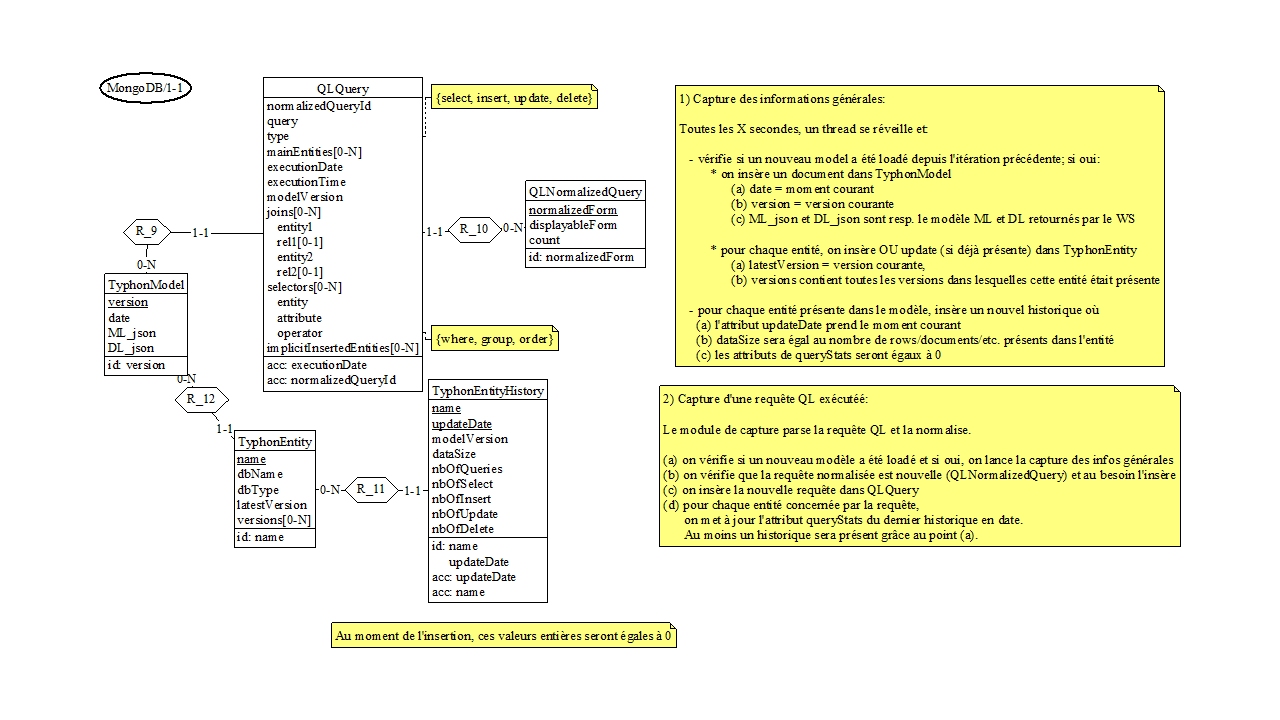 MongoDB/1-1
QLQuery
normalizedQueryId
query
type
mainEntities[0-N]
executionDate
executionTime
modelVersion
joins[0-N]
entity1
rel1[0-1]
entity2
rel2[0-1]
selectors[0-N]
entity
attribute
operator
implicitInsertedEntities[0-N]
acc: executionDate
acc: normalizedQueryId
{select, insert, update, delete}
{where, group, order}
R_9
1-1
0-N
TyphonModel
version
date
ML_json
DL_json
id: version
0-N
R_12
1-1
TyphonEntity
name
dbName
dbType
latestVersion
versions[0-N]
id: name
0-N
R_11
1-1
TyphonEntityHistory
name
updateDate
modelVersion
dataSize
nbOfQueries
nbOfSelect
nbOfInsert
nbOfUpdate
nbOfDelete
id: name
updateDate
acc: updateDate
acc: name
1-1
R_10
0-N
QLNormalizedQuery
normalizedForm
displayableForm
count
id: normalizedForm
Au moment de l'insertion, ces valeurs entières seront égales à 0
1) Capture des informations générales:
Toutes les X secondes, un thread se réveille et:
- vérifie si un nouveau model a été loadé depuis l'itération précédente; si oui:
* on insère un document dans TyphonModel
(a) date = moment courant
(b) version = version courante
(c) ML_json et DL_json sont resp. le modèle ML et DL retournés par le WS
* pour chaque entité, on insère OU update (si déjà présente) dans TyphonEntity
(a) latestVersion = version courante,
(b) versions contient toutes les versions dans lesquelles cette entité était présente
- pour chaque entité présente dans le modèle, insère un nouvel historique où
(a) l'attribut updateDate prend le moment courant
(b) dataSize sera égal au nombre de rows/documents/etc. présents dans l'entité
(c) les attributs de queryStats seront égaux à 0
2) Capture d'une requête QL exécutéé:
Le module de capture parse la requête QL et la normalise.
(a) on vérifie si un nouveau modèle a été loadé et si oui, on lance la capture des infos générales
(b) on vérifie que la requête normalisée est nouvelle (QLNormalizedQuery) et au besoin l'insère
(c) on insère la nouvelle requête dans QLQuery
(d) pour chaque entité concernée par la requête,
on met à jour l'attribut queryStats du dernier historique en date.
Au moins un historique sera présent grâce au point (a).